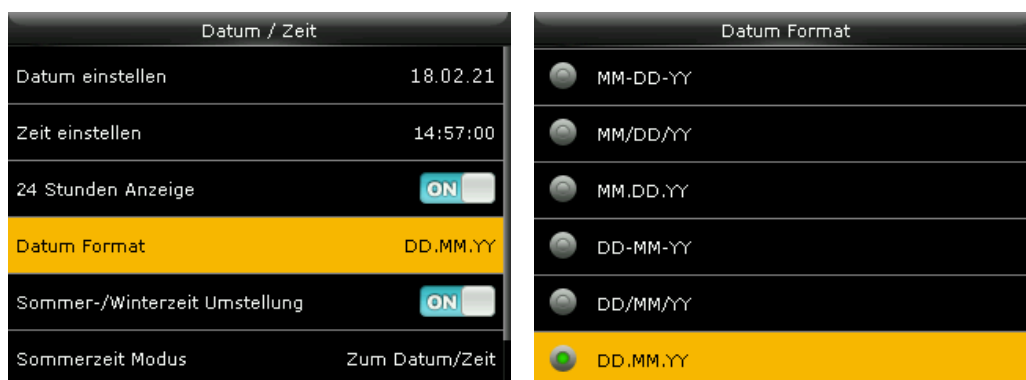 Datum / Zeit
Datum einstellen 18.02.21
Zeit einstellen 14:57:00
24 Stunden Anzeige ON
Datum Format DD.MM.YY
Sommer-/Winterzeit Umstellung ON
Sommerzeit Modus Zum Datum/Zeit
Datum Format
MM-DD-YY
MM/DD/YY
MM.DD.YY
DD-MM-YY
DD/MM/YY
DD.MM.YY